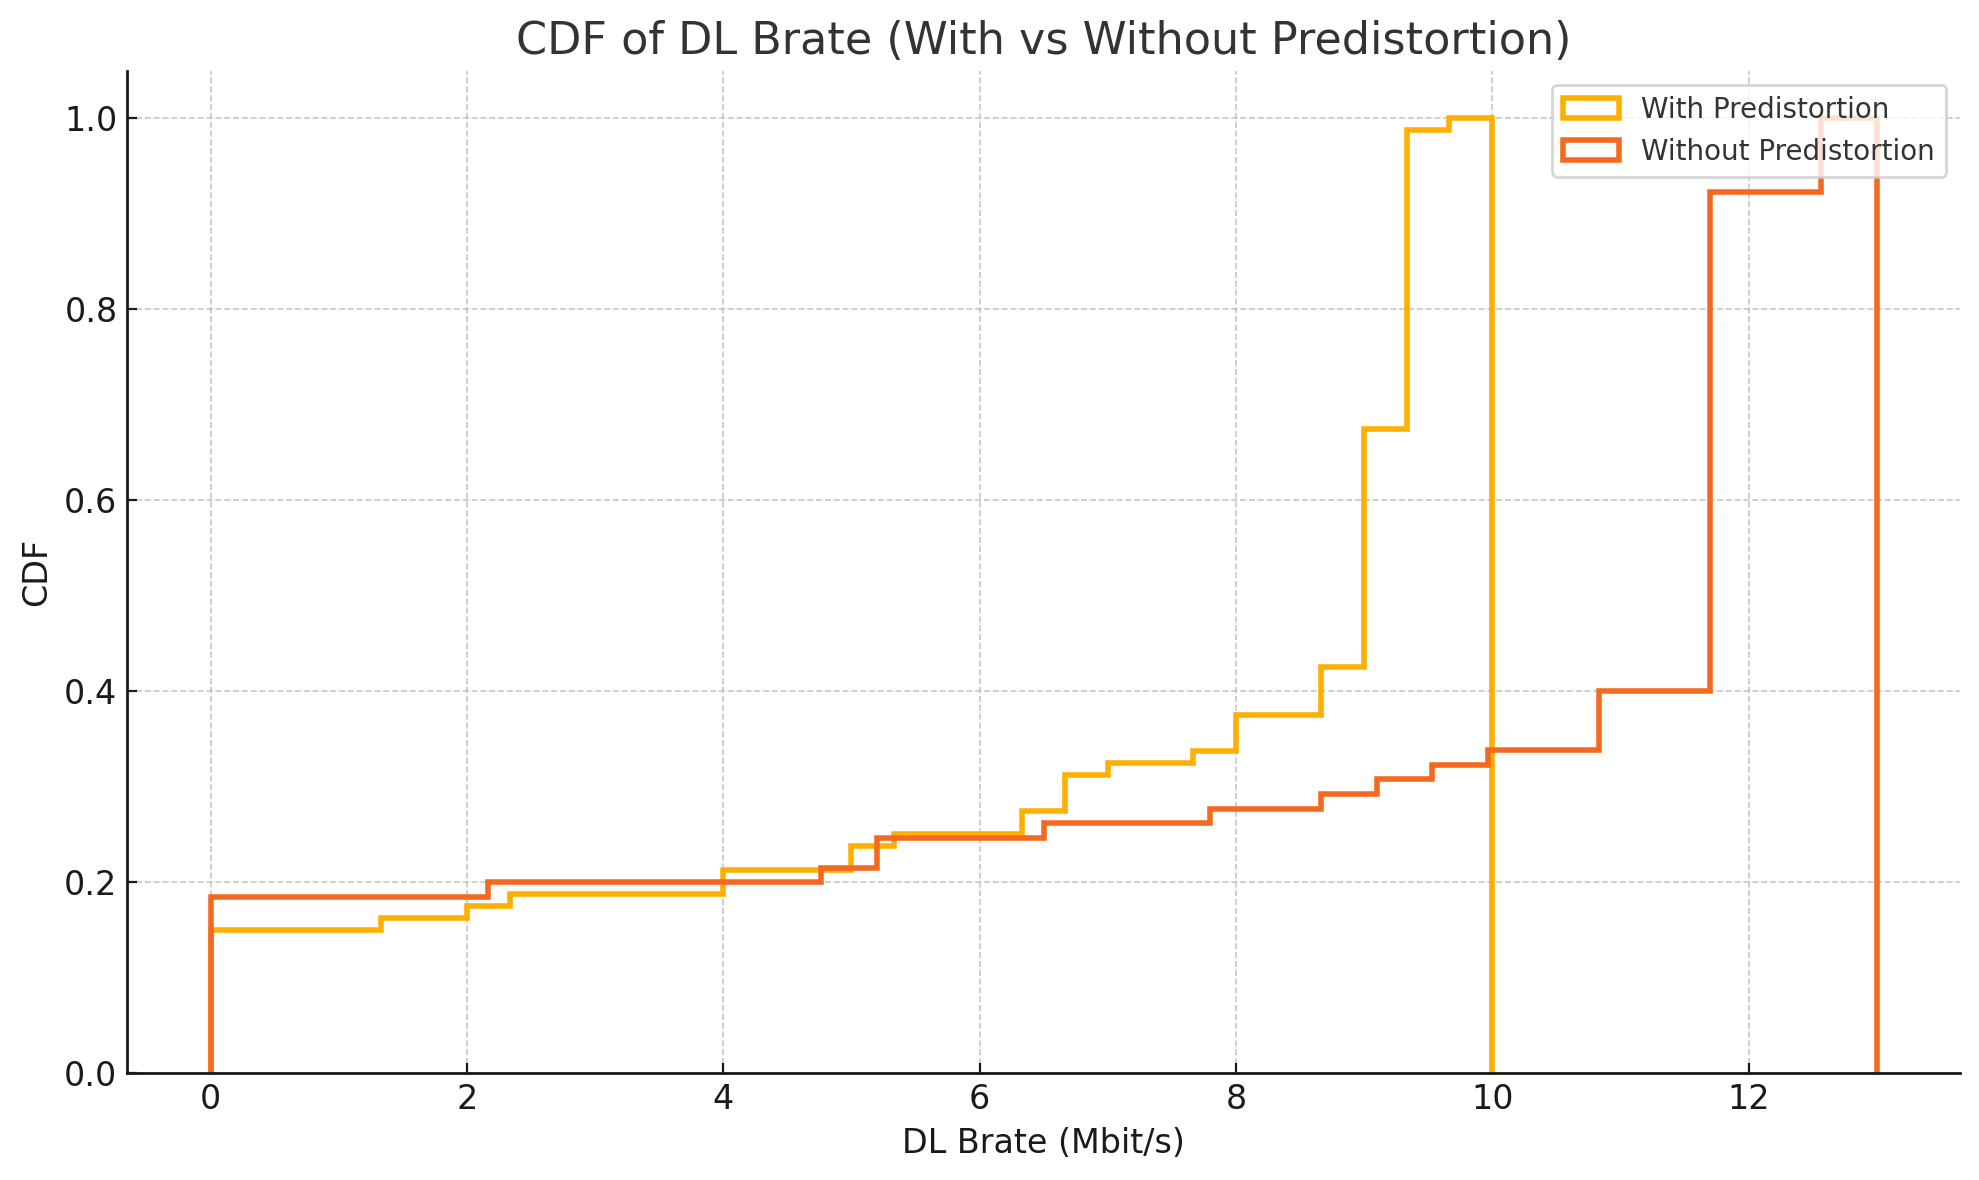 CDF of DL Brate (With vs Without Predistortion)
With Predistortion
Without Predistortion
1.0
0.8
0.6
0.4
0.2
0.0
CDF
0 2 4 6 8 10 12
DL Brate (Mbit/s)